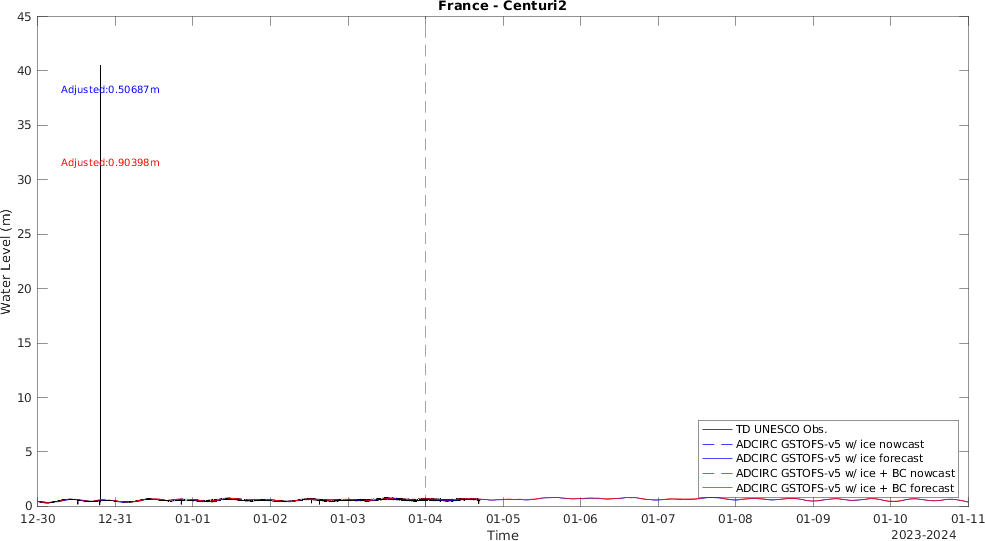 France - Centuri2
45
40
35
30
25
20
15
10
5
0
Water Level (m)
Adjusted:0.50687m
Adjusted:0.90398m
TD UNESCO Obs.
ADCIRC GSTOFS-v5 w/ ice nowcast
ADCIRC GSTOFS-v5 w/ ice forecast
ADCIRC GSTOFS-v5 w/ ice + BC nowcast
ADCIRC GSTOFS-v5 w/ ice + BC forecast
12-30 12-31 01-01 01-02 01-03 01-04 01-05 01-06 01-07 01-08 01-09 01-10 01-11
Time
2023-2024